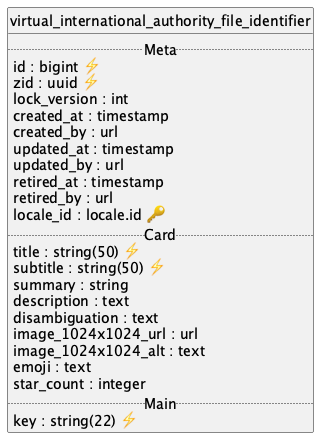 virtual_international_authority_file_identifier
Meta
id : bigint ⚡
zid : uuid ⚡
lock_version : int
created_at : timestamp
created_by : url
updated_at : timestamp
updated_by : url
retired_at : timestamp
retired_by : url
locale_id : locale.id 🔑
Card
title : string(50) ⚡
subtitle : string(50) ⚡
summary : string
description : text
disambiguation : text
image_1024x1024_url : url
image_1024x1024_alt : text
emoji : text
star_count : integer
Main
key : string(22) ⚡